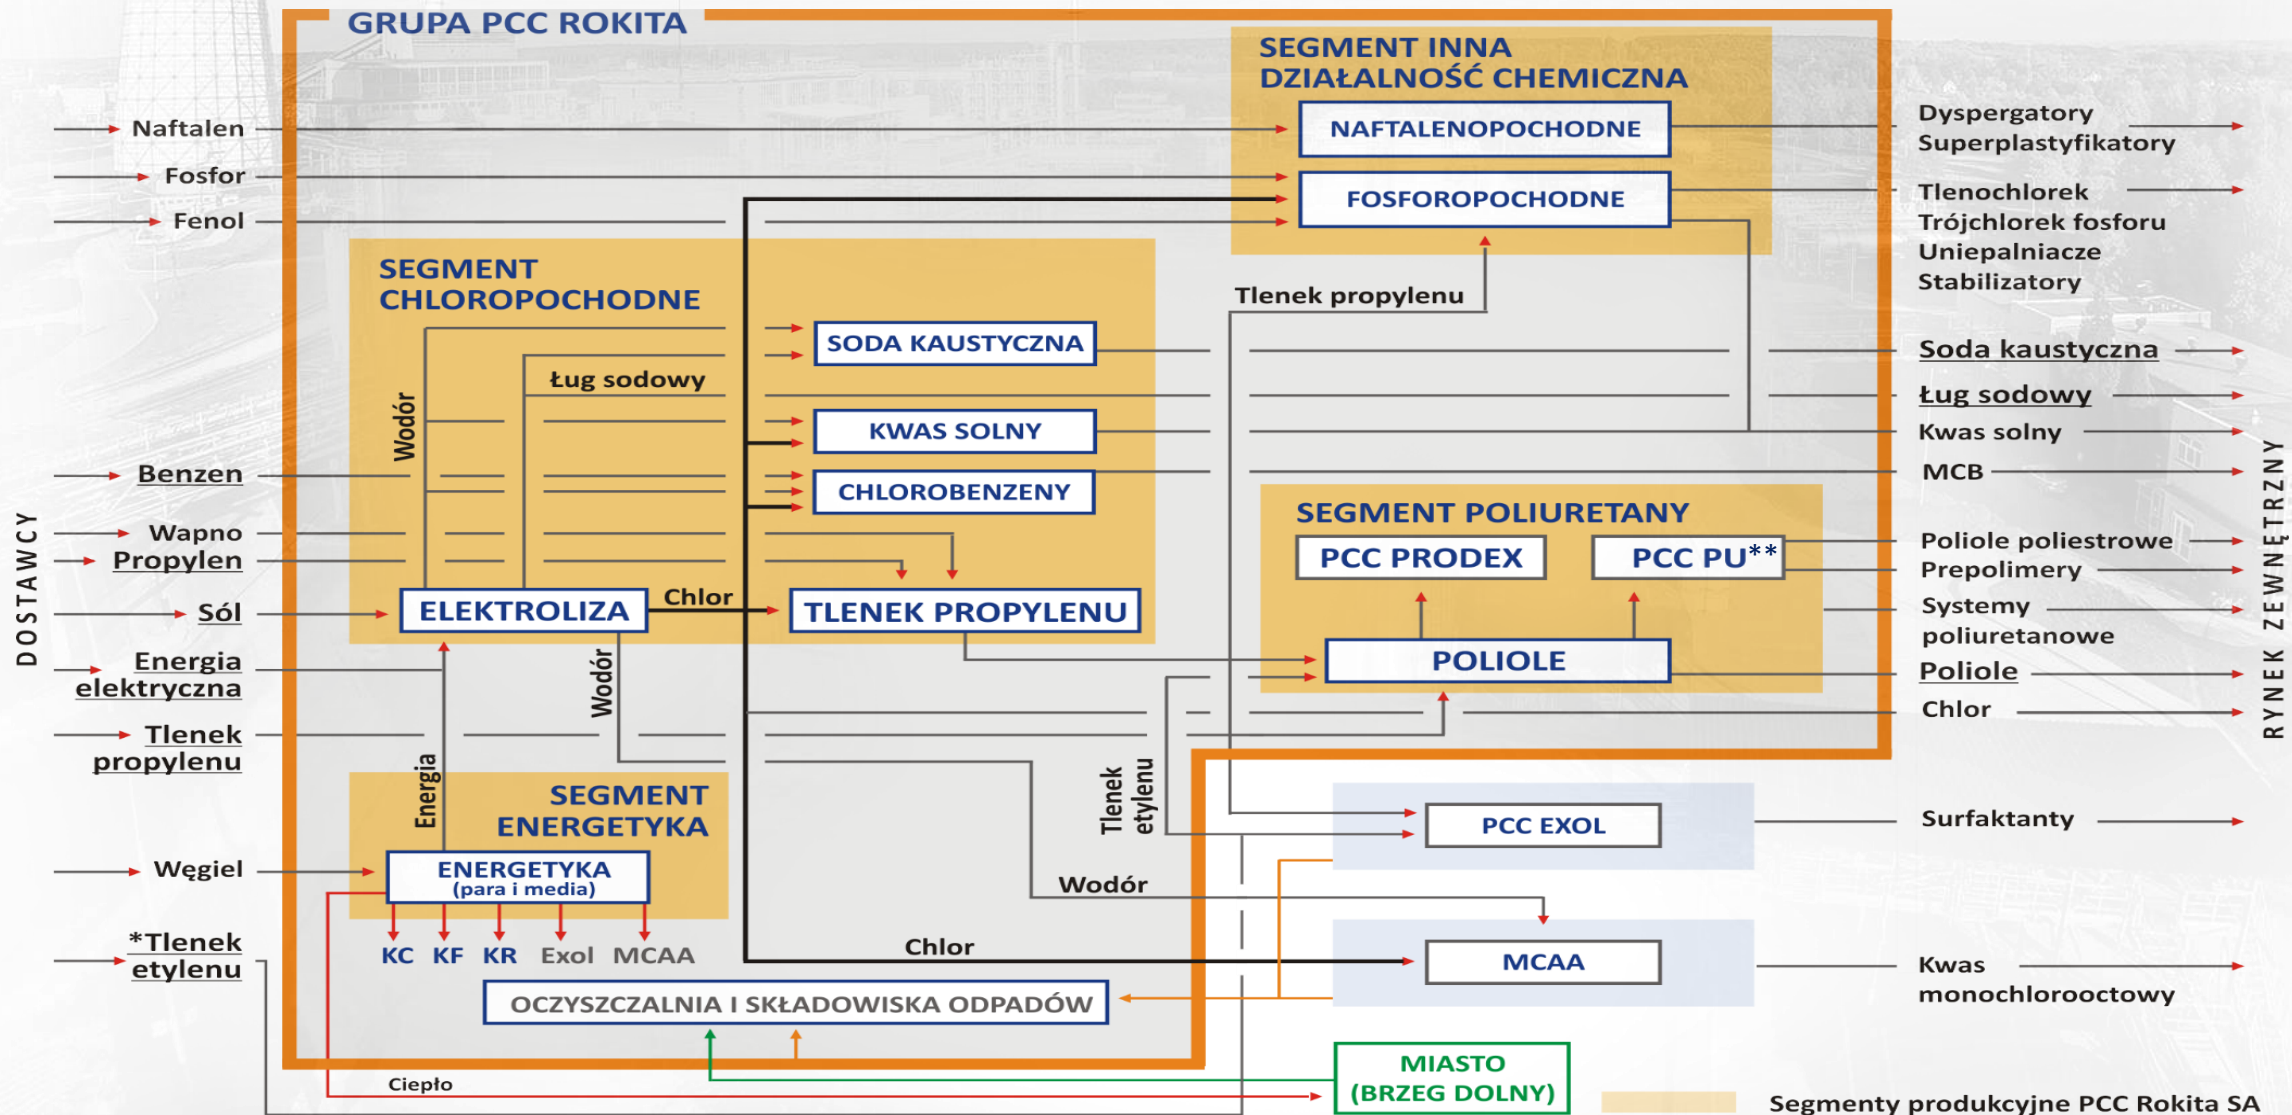 GRUPA PCC ROKITA
SEGMENT INNA
DZIAŁALNOŚĆ CHEMICZNA
NAFTALENOPOCHODNE
FOSFOROPOCHODNE
DOSTAWCY
Naftalen
Fosfor
Fenol
Benzen
Wapno
Propylen
Sól
Energia
elektryczna
Tlenek
propylenu
Węgiel
*Tlenek
etylenu
SEGMENT
CHLOROPOCHODNE
Wodór
Ług sodowy
SODA KAUSTYCZNA
KWAS SOLNY
CHLOROBENZENY
ELEKTROLIZA
Chlor
TLENEK PROPYLENU
Wodór
Energia
Tlenek propylenu
SEGMENT POLIURETANY
PCC PRODEX
PCC PU**
POLIOLE
Tlenek
etylenu
SEGMENT
ENERGETYKA
ENERGETYKA
(para i media)
KC
KF
KR
Exol
MCAA
Wodór
Chlor
PCC EXOL
MCAA
OCZYSZCZALNIA I SKŁADOWISKA ODPADÓW
Ciepło
MIASTO
(BRZEG DOLNY)
Dyspergatory
Superplastyfikatory
Tlenochlorek
Trójchlorek fosforu
Uniepalniacze
Stabilizatory
Soda kaustyczna
Ług sodowy
Kwas solny
MCB
Poliole poliestrowe
Prepolimery
Systemy
poliuretanowe
Poliole
Chlor
Surfaktanty
Kwas
monochlorooctowy
RYNEK ZEWNĘTRZNY
Segmenty produkcyjne PCC Rokita SA